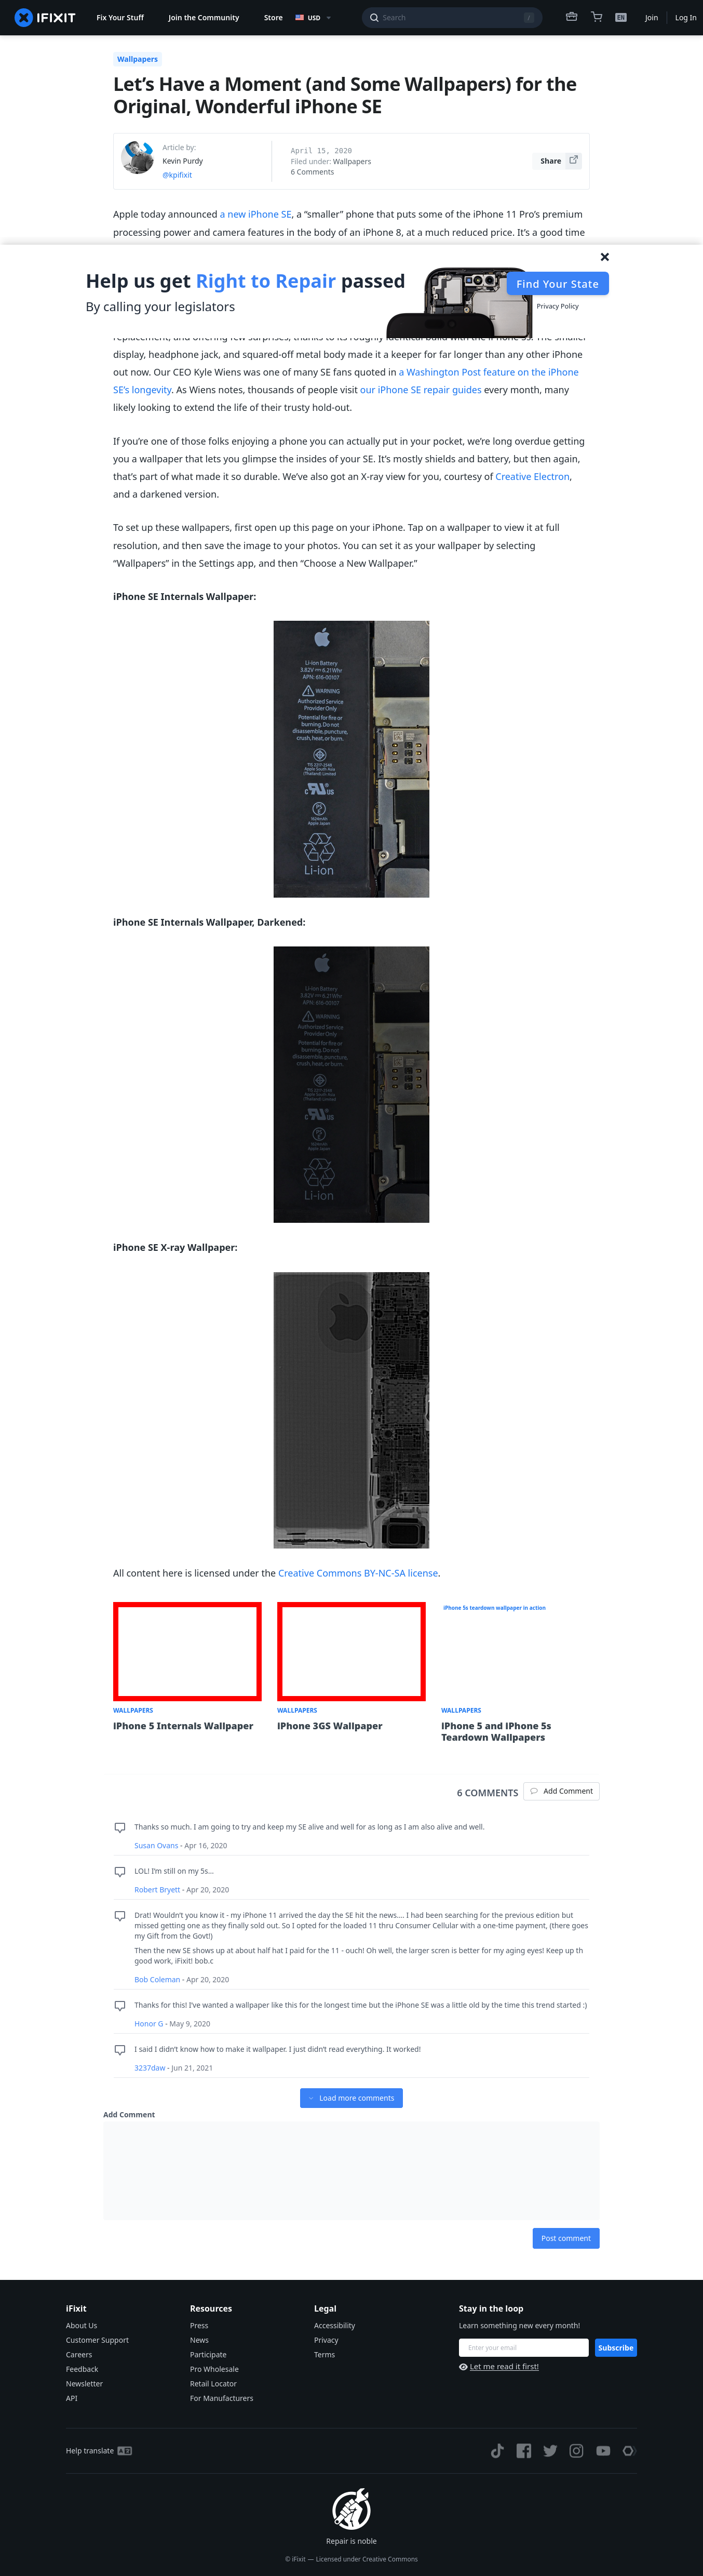 IFIXIT
Fix Your Stuff
Join the Community
Store
USD
Search
/
EN
Join
Log In
Wallpapers
Let’s Have a Moment (and Some Wallpapers) for the
Original, Wonderful iPhone SE
Article by:
Kevin Purdy
@kpifixit
April 15, 2020
Filed under: Wallpapers
6 Comments
Share
Apple today announced a new iPhone SE, a “smaller” phone that puts some of the iPhone 11 Pro’s premium
processing power and camera features in the body of an iPhone 8, at a much reduced price. It’s a good time
Help us get Right to Repair passed
By calling your legislators
Find Your State
Privacy Policy
replacement, and offering few surprises, thanks to its roughly identical build with the iPhone 5s. The smaller
display, headphone jack, and squared-off metal body made it a keeper for far longer than any other iPhone
out now. Our CEO Kyle Wiens was one of many SE fans quoted in a Washington Post feature on the iPhone
SE’s longevity. As Wiens notes, thousands of people visit our iPhone SE repair guides every month, many
likely looking to extend the life of their trusty hold-out.
If you’re one of those folks enjoying a phone you can actually put in your pocket, we’re long overdue getting
you a wallpaper that lets you glimpse the insides of your SE. It’s mostly shields and battery, but then again,
that’s part of what made it so durable. We’ve also got an X-ray view for you, courtesy of Creative Electron,
and a darkened version.
To set up these wallpapers, first open up this page on your iPhone. Tap on a wallpaper to view it at full
resolution, and then save the image to your photos. You can set it as your wallpaper by selecting
“Wallpapers” in the Settings app, and then “Choose a New Wallpaper.”
iPhone SE Internals Wallpaper:
Li-ion Battery
3.82V ⎓ 6.21Whr
APN: 616-00107
WARNING
Authorized Service
Provider Only
Potential for fire or
burning. Do not
disassemble, puncture,
crush, heat, or burn.
Apple South Asia
(Thailand) Limited
Apple Japan
Li-ion
iPhone SE Internals Wallpaper, Darkened:
Li-ion Battery
3.82V ⎓ 6.21Whr
APN: 616-00107
WARNING
Authorized Service
Provider Only
Potential for fire or
burning. Do not
disassemble, puncture,
crush, heat, or burn.
Apple South Asia
(Thailand) Limited
Apple Japan
Li-ion
iPhone SE X-ray Wallpaper:
All content here is licensed under the Creative Commons BY-NC-SA license.
iPhone 5s teardown wallpaper in action
WALLPAPERS
iPhone 5 Internals Wallpaper
WALLPAPERS
iPhone 3GS Wallpaper
WALLPAPERS
iPhone 5 and iPhone 5s
Teardown Wallpapers
6 COMMENTS
Add Comment
Thanks so much. I am going to try and keep my SE alive and well for as long as I am also alive and well.
Susan Ovans - Apr 16, 2020
LOL! I’m still on my 5s...
Robert Bryett - Apr 20, 2020
Drat! Wouldn’t you know it - my iPhone 11 arrived the day the SE hit the news.... I had been searching for the previous edition but
missed getting one as they finally sold out. So I opted for the loaded 11 thru Consumer Cellular with a one-time payment, (there goes
my Gift from the Govt!)
Then the new SE shows up at about half hat I paid for the 11 - ouch! Oh well, the larger scren is better for my aging eyes! Keep up th
good work, iFixit! bob.c
Bob Coleman - Apr 20, 2020
Thanks for this! I’ve wanted a wallpaper like this for the longest time but the iPhone SE was a little old by the time this trend started :)
Honor G - May 9, 2020
I said I didn’t know how to make it wallpaper. I just didn’t read everything. It worked!
3237daw - Jun 21, 2021
Load more comments
Add Comment
Post comment
iFixit
About Us
Customer Support
Careers
Feedback
Newsletter
API
Resources
Press
News
Participate
Pro Wholesale
Retail Locator
For Manufacturers
Legal
Accessibility
Privacy
Terms
Stay in the loop
Learn something new every month!
Enter your email
Subscribe
Let me read it first!
Help translate
Repair is noble
© iFixit — Licensed under Creative Commons